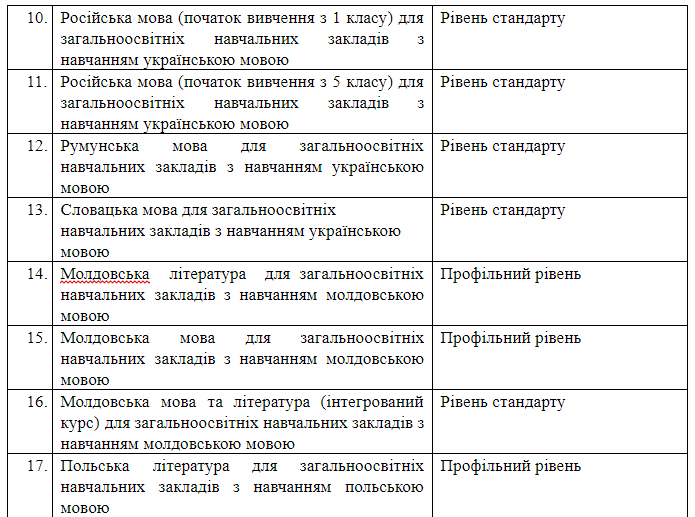 10. Російська мова (початок вивчення з 1 класу) для Рівень стандарту
загальноосвітніх навчальних закладів з
навчанням українською мовою
11. Російська мова (початок вивчення з 5 класу) для Рівень стандарту
загальноосвітніх навчальних закладів з
навчанням українською мовою
12. Румунська мова для загальноосвітніх Рівень стандарту
навчальних закладів з навчанням українською
мовою
13. Словацька мова для загальноосвітніх Рівень стандарту
навчальних закладів з навчанням українською
мовою
14. Молдовська література для загальноосвітніх Профільний рівень
навчальних закладів з навчанням молдовською
мовою
15. Молдовська мова для загальноосвітніх Профільний рівень
навчальних закладів з навчанням молдовською
мовою
16. Молдовська мова та література (інтегрований Рівень стандарту
курс) для загальноосвітніх навчальних закладів з
навчанням молдовською мовою
17. Польська література для загальноосвітніх Профільний рівень
навчальних закладів з навчанням польською
мовою